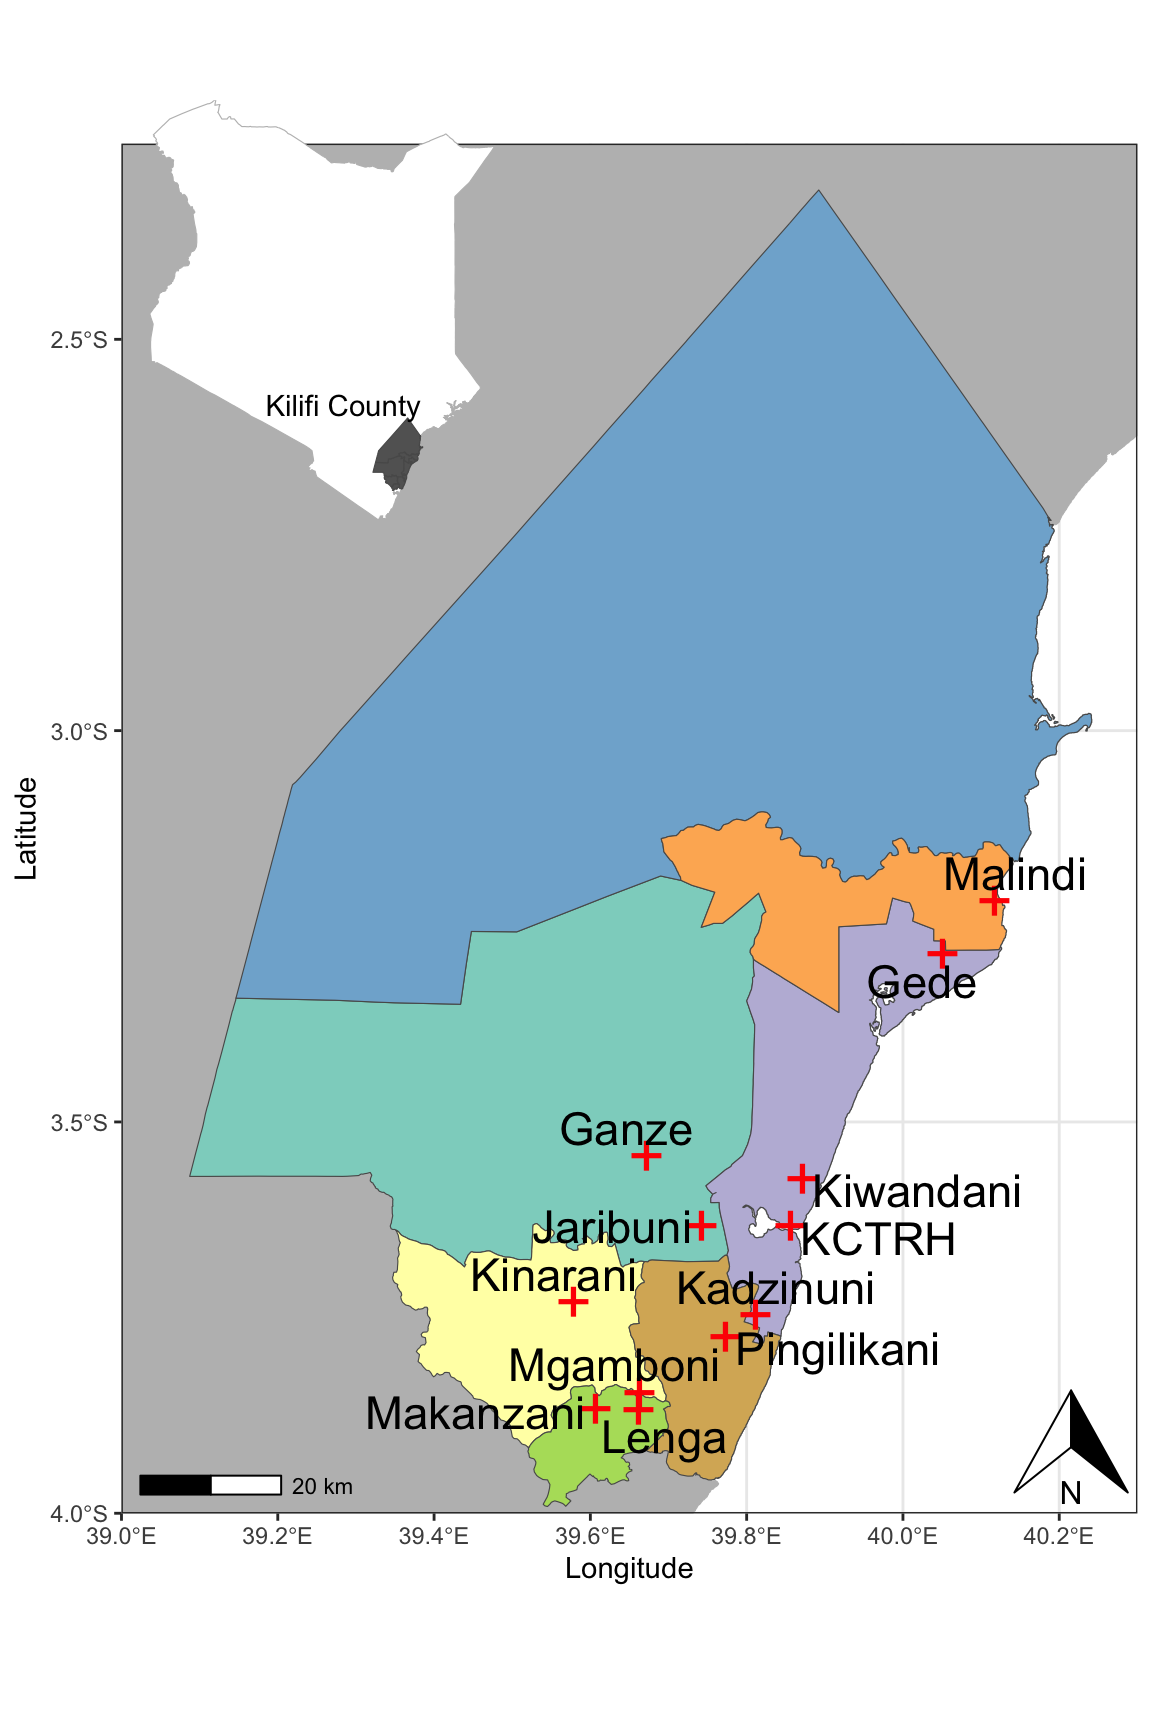 Kilifi County
2.5°S
3.0°S
Latitude
Malindi
Gede
3.5°S
Ganze
Kiwandani
Jaribuni
KCTRH
Kinarani
Kadzinuni
Pingilikani
Mgamboni
Makanzani
Lenga
20 km
N
4.0°S
39.0°E 39.2°E 39.4°E 39.6°E 39.8°E 40.0°E 40.2°E
Longitude